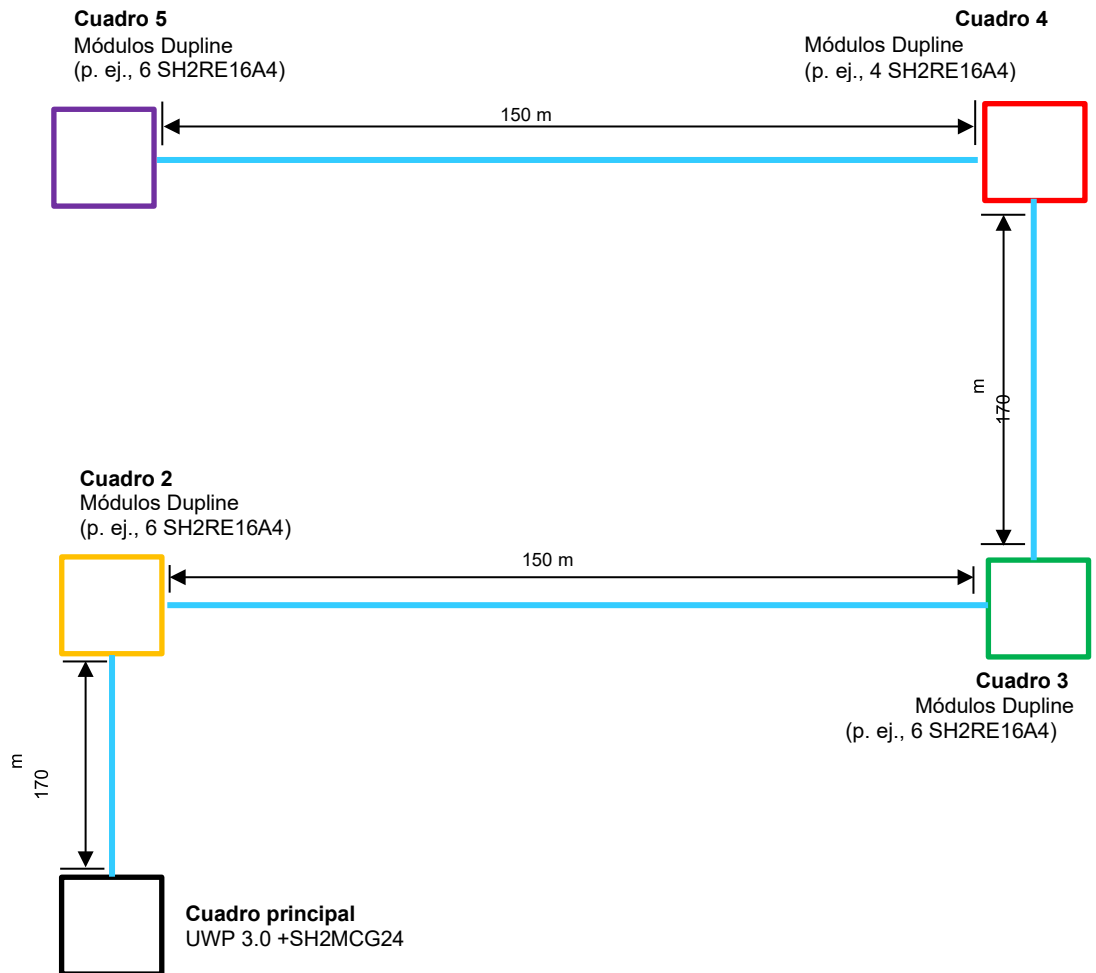 Cuadro 5
Módulos Dupline
(p. ej., 6 SH2RE16A4)
Cuadro 4
Módulos Dupline
(p. ej., 4 SH2RE16A4)
150 m
m
170
Cuadro 2
Módulos Dupline
(p. ej., 6 SH2RE16A4)
150 m
Cuadro 3
Módulos Dupline
(p. ej., 6 SH2RE16A4)
m
170
Cuadro principal
UWP 3.0 +SH2MCG24